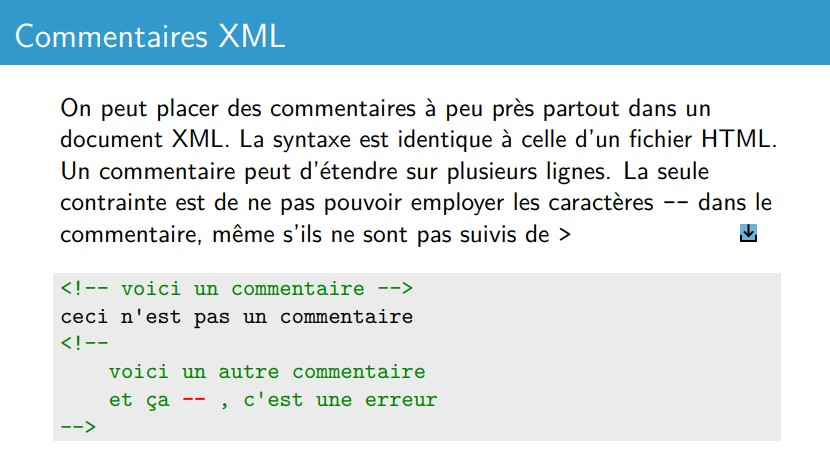 Commentaires XML
On peut placer des commentaires à peu près partout dans un
document XML. La syntaxe est identique à celle d'un fichier HTML.
Un commentaire peut d'étendre sur plusieurs lignes. La seule
contrainte est de ne pas pouvoir employer les caractères -- dans le
commentaire, même s'ils ne sont pas suivis de >
<!-- voici un commentaire -->
ceci n'est pas un commentaire
<!--
    voici un autre commentaire
    et ça -- , c'est une erreur
-->